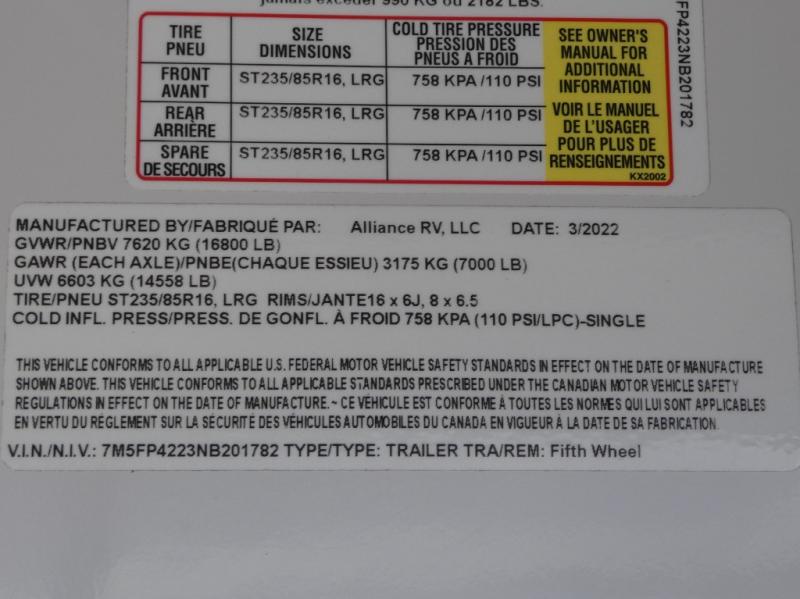 jamais excéder 990 KG ou 2182 LBS.
TIRE PNEU SIZE DIMENSIONS COLD TIRE PRESSURE PRESSION DES PNEUS A FROID
FRONT AVANT ST235/85R16, LRG 758 KPA /110 PSI
REAR ARRIÈRE ST235/85R16, LRG 758 KPA /110 PSI
SPARE DE SECOURS ST235/85R16, LRG 758 KPA /110 PSI
SEE OWNER'S
MANUAL FOR
ADDITIONAL
INFORMATION
VOIR LE MANUEL
DE L'USAGER
POUR PLUS DE
RENSEIGNEMENTS
KX2002
FP4223NB201782
MANUFACTURED BY/FABRIQUÉ PAR: Alliance RV, LLC DATE: 3/2022
GVWR/PNBV 7620 KG (16800 LB)
GAWR (EACH AXLE)/PNBE(CHAQUE ESSIEU) 3175 KG (7000 LB)
UVW 6603 KG (14558 LB)
TIRE/PNEU ST235/85R16, LRG RIMS/JANTE16 x 6J, 8 x 6.5
COLD INFL. PRESS/PRESS. DE GONFL. À FROID 758 KPA (110 PSI/LPC)-SINGLE
THIS VEHICLE CONFORMS TO ALL APPLICABLE U.S. FEDERAL MOTOR VEHICLE SAFETY STANDARDS IN EFFECT ON THE DATE OF MANUFACTURE
SHOWN ABOVE. THIS VEHICLE CONFORMS TO ALL APPLICABLE STANDARDS PRESCRIBED UNDER THE CANADIAN MOTOR VEHICLE SAFETY
REGULATIONS IN EFFECT ON THE DATE OF MANUFACTURE.~ CE VÉHICULE EST CONFORME À TOUTES LES NORMES QUI LUI SONT APPLICABLES
EN VERTU DU RÉGLEMENT SUR LA SÉCURITÉ DES VÉHICULES AUTOMOBILES DU CANADA EN VIGUEUR À LA DATE DE SA FABRICATION.
V.I.N./N.I.V.: 7M5FP4223NB201782 TYPE/TYPE: TRAILER TRA/REM: Fifth Wheel